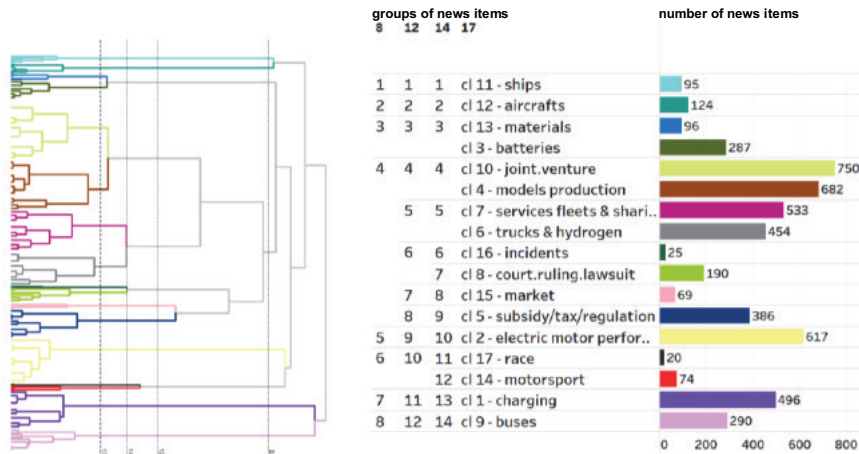 groups of news items number of news items
8 12 14 17
1 1 1 cl 11 - ships 95
2 2 2 cl 12 - aircrafts 124
3 3 3 cl 13 - materials 96
cl 3 - batteries 287
4 4 4 cl 10 - joint.venture 750
cl 4 - models production 682
5 5 cl 7 - services fleets & shari.. 533
cl 6 - trucks & hydrogen 454
6 6 cl 16 - incidents 25
7 cl 8 - court.ruling.lawsuit 190
7 8 cl 15 - market 69
8 9 cl 5 - subsidy/tax/regulation 386
5 9 10 cl 2 - electric motor perfor.. 617
6 10 11 cl 17 - race 20
12 cl 14 - motorsport 74
7 11 13 cl 1 - charging 496
8 12 14 cl 9 - buses 290
0 200 400 600 800